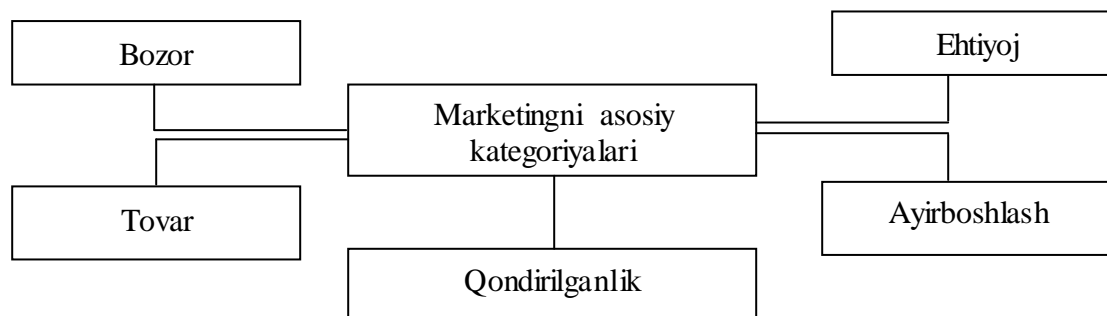 Bozor
Ehtiyoj
Marketingni asosiy
kategoriyalari
Tovar
Ayirboshlash
Qondirilganlik